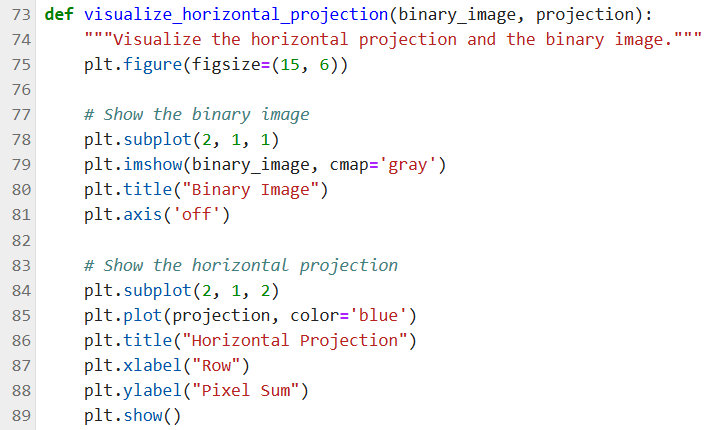 73 def visualize_horizontal_projection(binary_image, projection):
74     """Visualize the horizontal projection and the binary image."""
75     plt.figure(figsize=(15, 6))
76
77     # Show the binary image
78     plt.subplot(2, 1, 1)
79     plt.imshow(binary_image, cmap='gray')
80     plt.title("Binary Image")
81     plt.axis('off')
82
83     # Show the horizontal projection
84     plt.subplot(2, 1, 2)
85     plt.plot(projection, color='blue')
86     plt.title("Horizontal Projection")
87     plt.xlabel("Row")
88     plt.ylabel("Pixel Sum")
89     plt.show()